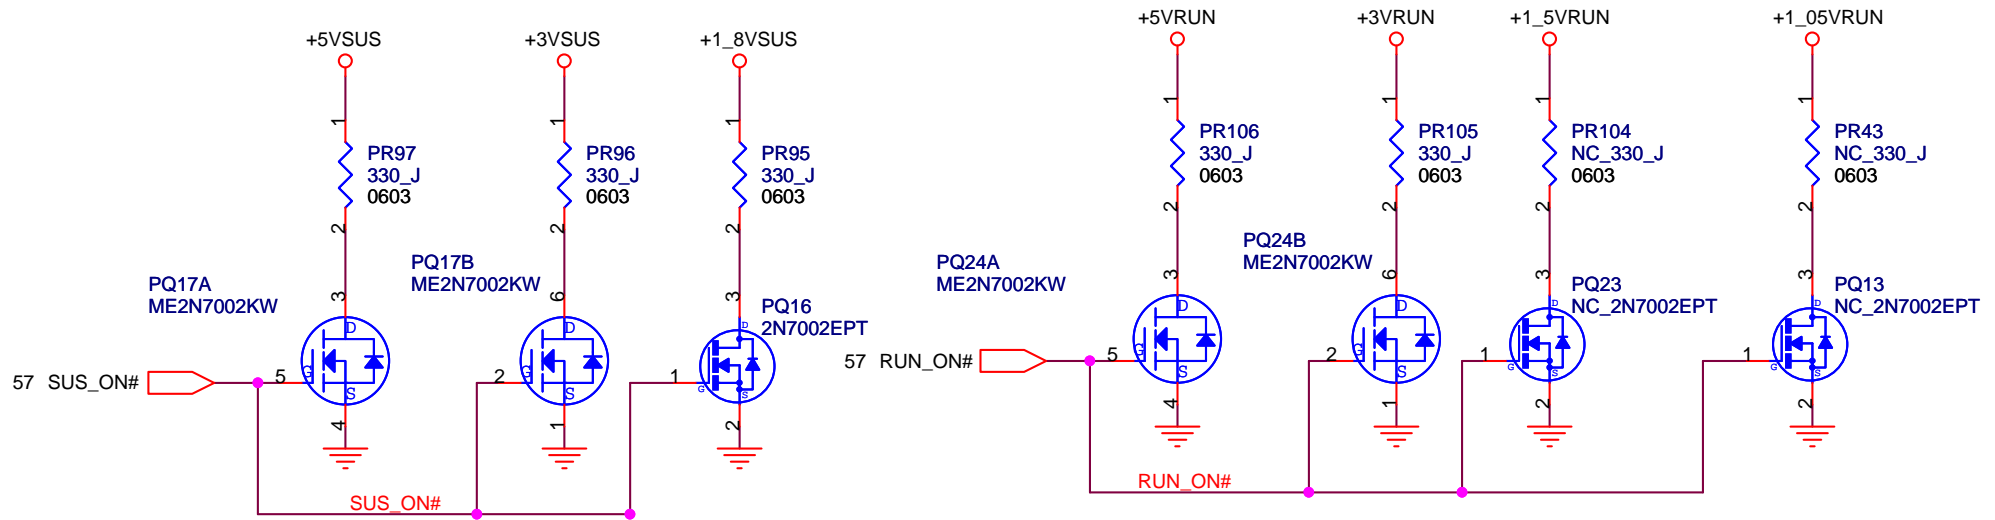 +5VSUS
+3VSUS
+1_8VSUS
1
PR97
330_J
0603
2
1
PR96
330_J
0603
2
1
PR95
330_J
0603
2
PQ17A
ME2N7002KW
3
D
G
S
5
4
PQ17B
ME2N7002KW
6
D
G
S
2
1
PQ16
2N7002EPT
3
D
G
S
1
2
57 SUS_ON#
SUS_ON#
+5VRUN
+3VRUN
+1_5VRUN
+1_05VRUN
1
PR106
330_J
0603
2
1
PR105
330_J
0603
2
1
PR104
NC_330_J
0603
2
1
PR43
NC_330_J
0603
2
PQ24A
ME2N7002KW
3
D
G
S
5
4
PQ24B
ME2N7002KW
6
D
G
S
2
1
PQ23
NC_2N7002EPT
3
D
G
S
1
2
PQ13
NC_2N7002EPT
3
D
G
S
1
2
57 RUN_ON#
RUN_ON#